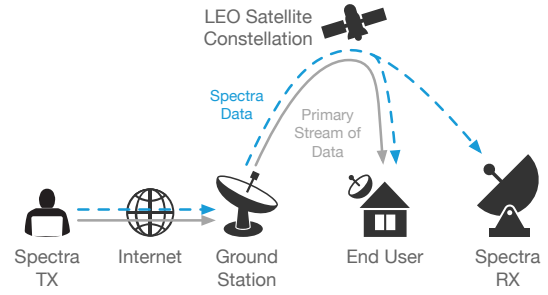 LEO Satellite
Constellation
Spectra
Data
Primary
Stream of
Data
Spectra
TX
Internet
Ground
Station
End User
Spectra
RX